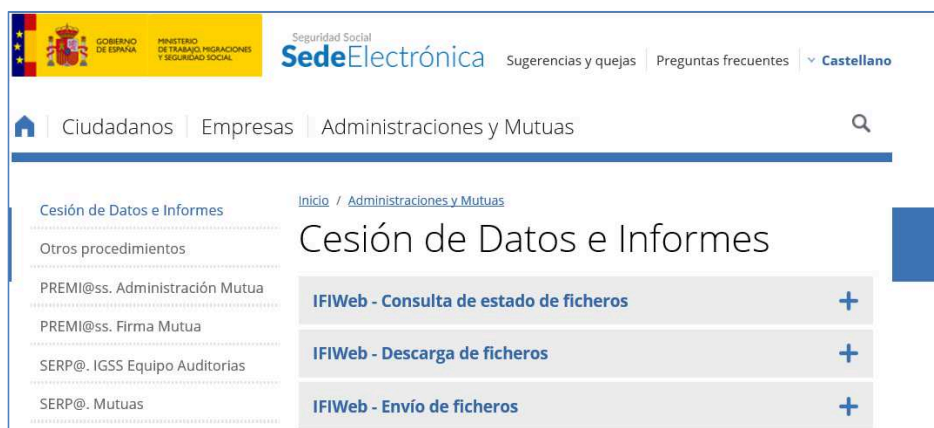 GOBIERNO
DE ESPAÑA
MINISTERIO
DE TRABAJO, MIGRACIONES
Y SEGURIDAD SOCIAL
Seguridad Social
SedeElectrónica
Sugerencias y quejas
Preguntas frecuentes
Castellano
Ciudadanos
Empresas
Administraciones y Mutuas
Cesión de Datos e Informes
Otros procedimientos
PREMI@ss. Administración Mutua
PREMI@ss. Firma Mutua
SERP@. IGSS Equipo Auditorias
SERP@. Mutuas
Inicio / Administraciones y Mutuas
Cesión de Datos e Informes
IFIWeb - Consulta de estado de ficheros
IFIWeb - Descarga de ficheros
IFIWeb - Envío de ficheros